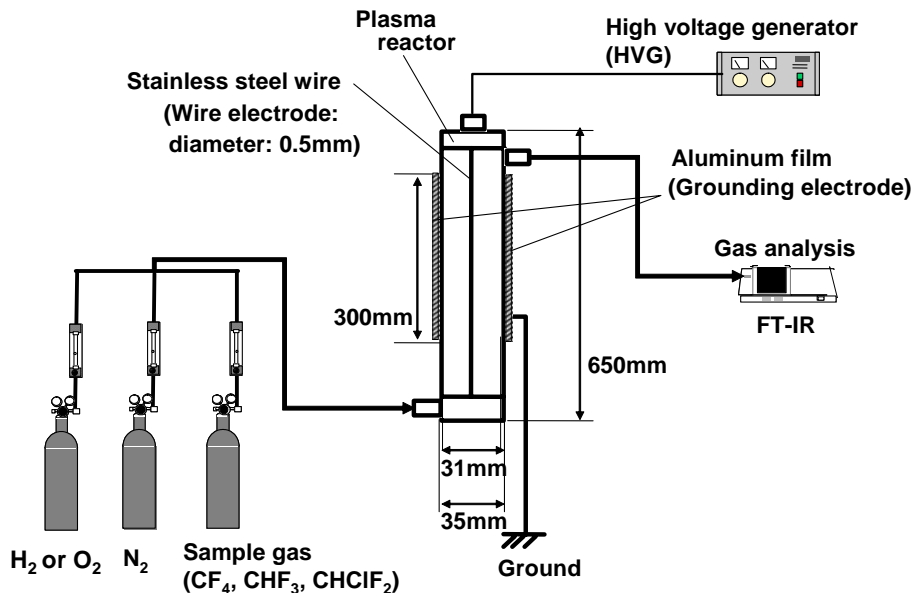 Plasma
reactor
High voltage generator
(HVG)
Stainless steel wire
(Wire electrode:
diameter: 0.5mm)
Aluminum film
(Grounding electrode)
Gas analysis
FT-IR
300mm
650mm
31mm
35mm
Ground
H₂ or O₂
N₂
Sample gas
(CF₄, CHF₃, CHClF₂)